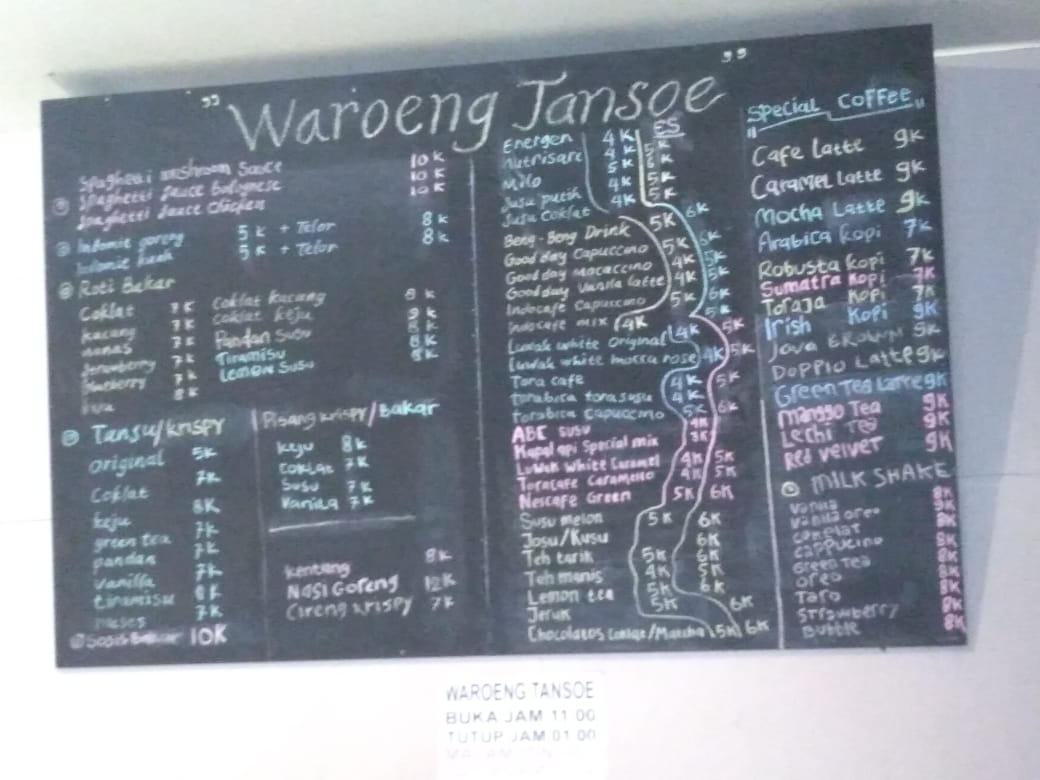 " Waroeng Tansoe "
Spaghetti mushroom Sauce 10K
Spaghetti Sauce Bolognese 10K
Spaghetti Sauce Chicken 10K
Indomie goreng 5K + Telor 8K
Indomie kuah 5K + Telor 8K
Roti Bakar
Coklat 7K
kacang 7K
nanas 7K
strawberry 7K
blueberry 7K
8K
Coklat kacang 9K
Coklat keju 9K
Pandan Susu 8K
Tiramisu 8K
Lemon Susu 8K
Tansu/krispy
Original 5K
Coklat 7K
keju 8K
green tea 7K
pandan 7K
Vanilla 7K
tiramisu 8K
meses 7K
Sosis Bakar 10K
Pisang krispy/Bakar
keju 8K
Coklat 7K
Susu 7K
Vanila 7K
kentang 8K
NASI GORENG 12K
Cireng krispy 7K
ES
Energen 4K 5K
Nutrisari 4K 5K
Milo 5K
Susu putih 4K 5K
Susu Coklat 4K 5K
Beng-Beng Drink 5K 6K
Good day Capuccino 5K
Good day Mocaccino 4K 5K
Good day Vanilla latte 4K 5K
Indocafe Capuccino 5K 6K
Indocafe mix 4K 5K
Luwak white Original 4K 5K
Luwak white mocca rose 4K 5K
Tora cafe 4K 5K
torabica torasusu 4K
torabica Capuccino 5K 6K
ABC susu 4K
Kapal api Special mix
Luwak White Caramel 4K 5K
Toracafe Caramello 4K 5K
Nescafe Green 5K 6K
Susu melon 5K 6K
Josu/Kusu 6K
Teh tarik 5K 6K
Teh manis 4K 5K
Lemon tea 5K 6K
Jeruk 5K 6K
Chocolatos Coklat/Matcha 5K 6K
SPECIAL COFFEE
Cafe Latte 9K
Caramel Latte 9K
Mocha Latte 9K
Arabica Kopi 7K
Robusta Kopi 7K
Sumatra Kopi 7K
Toraja Kopi 7K
Irish Kopi 9K
Java BROWN 9K
Doppio Latte 9K
Green Tea Latte 9K
Manggo Tea 9K
Lechi Tea 9K
Red velvet 9K
MILK SHAKE
Vanila 8K
Vanila oreo 8K
Cokelat 8K
Cappucino 8K
Green Tea 8K
Oreo 8K
Taro 8K
Strawberry 8K
8K
WAROENG TANSOE
BUKA JAM 11.00
TUTUP JAM 01.00